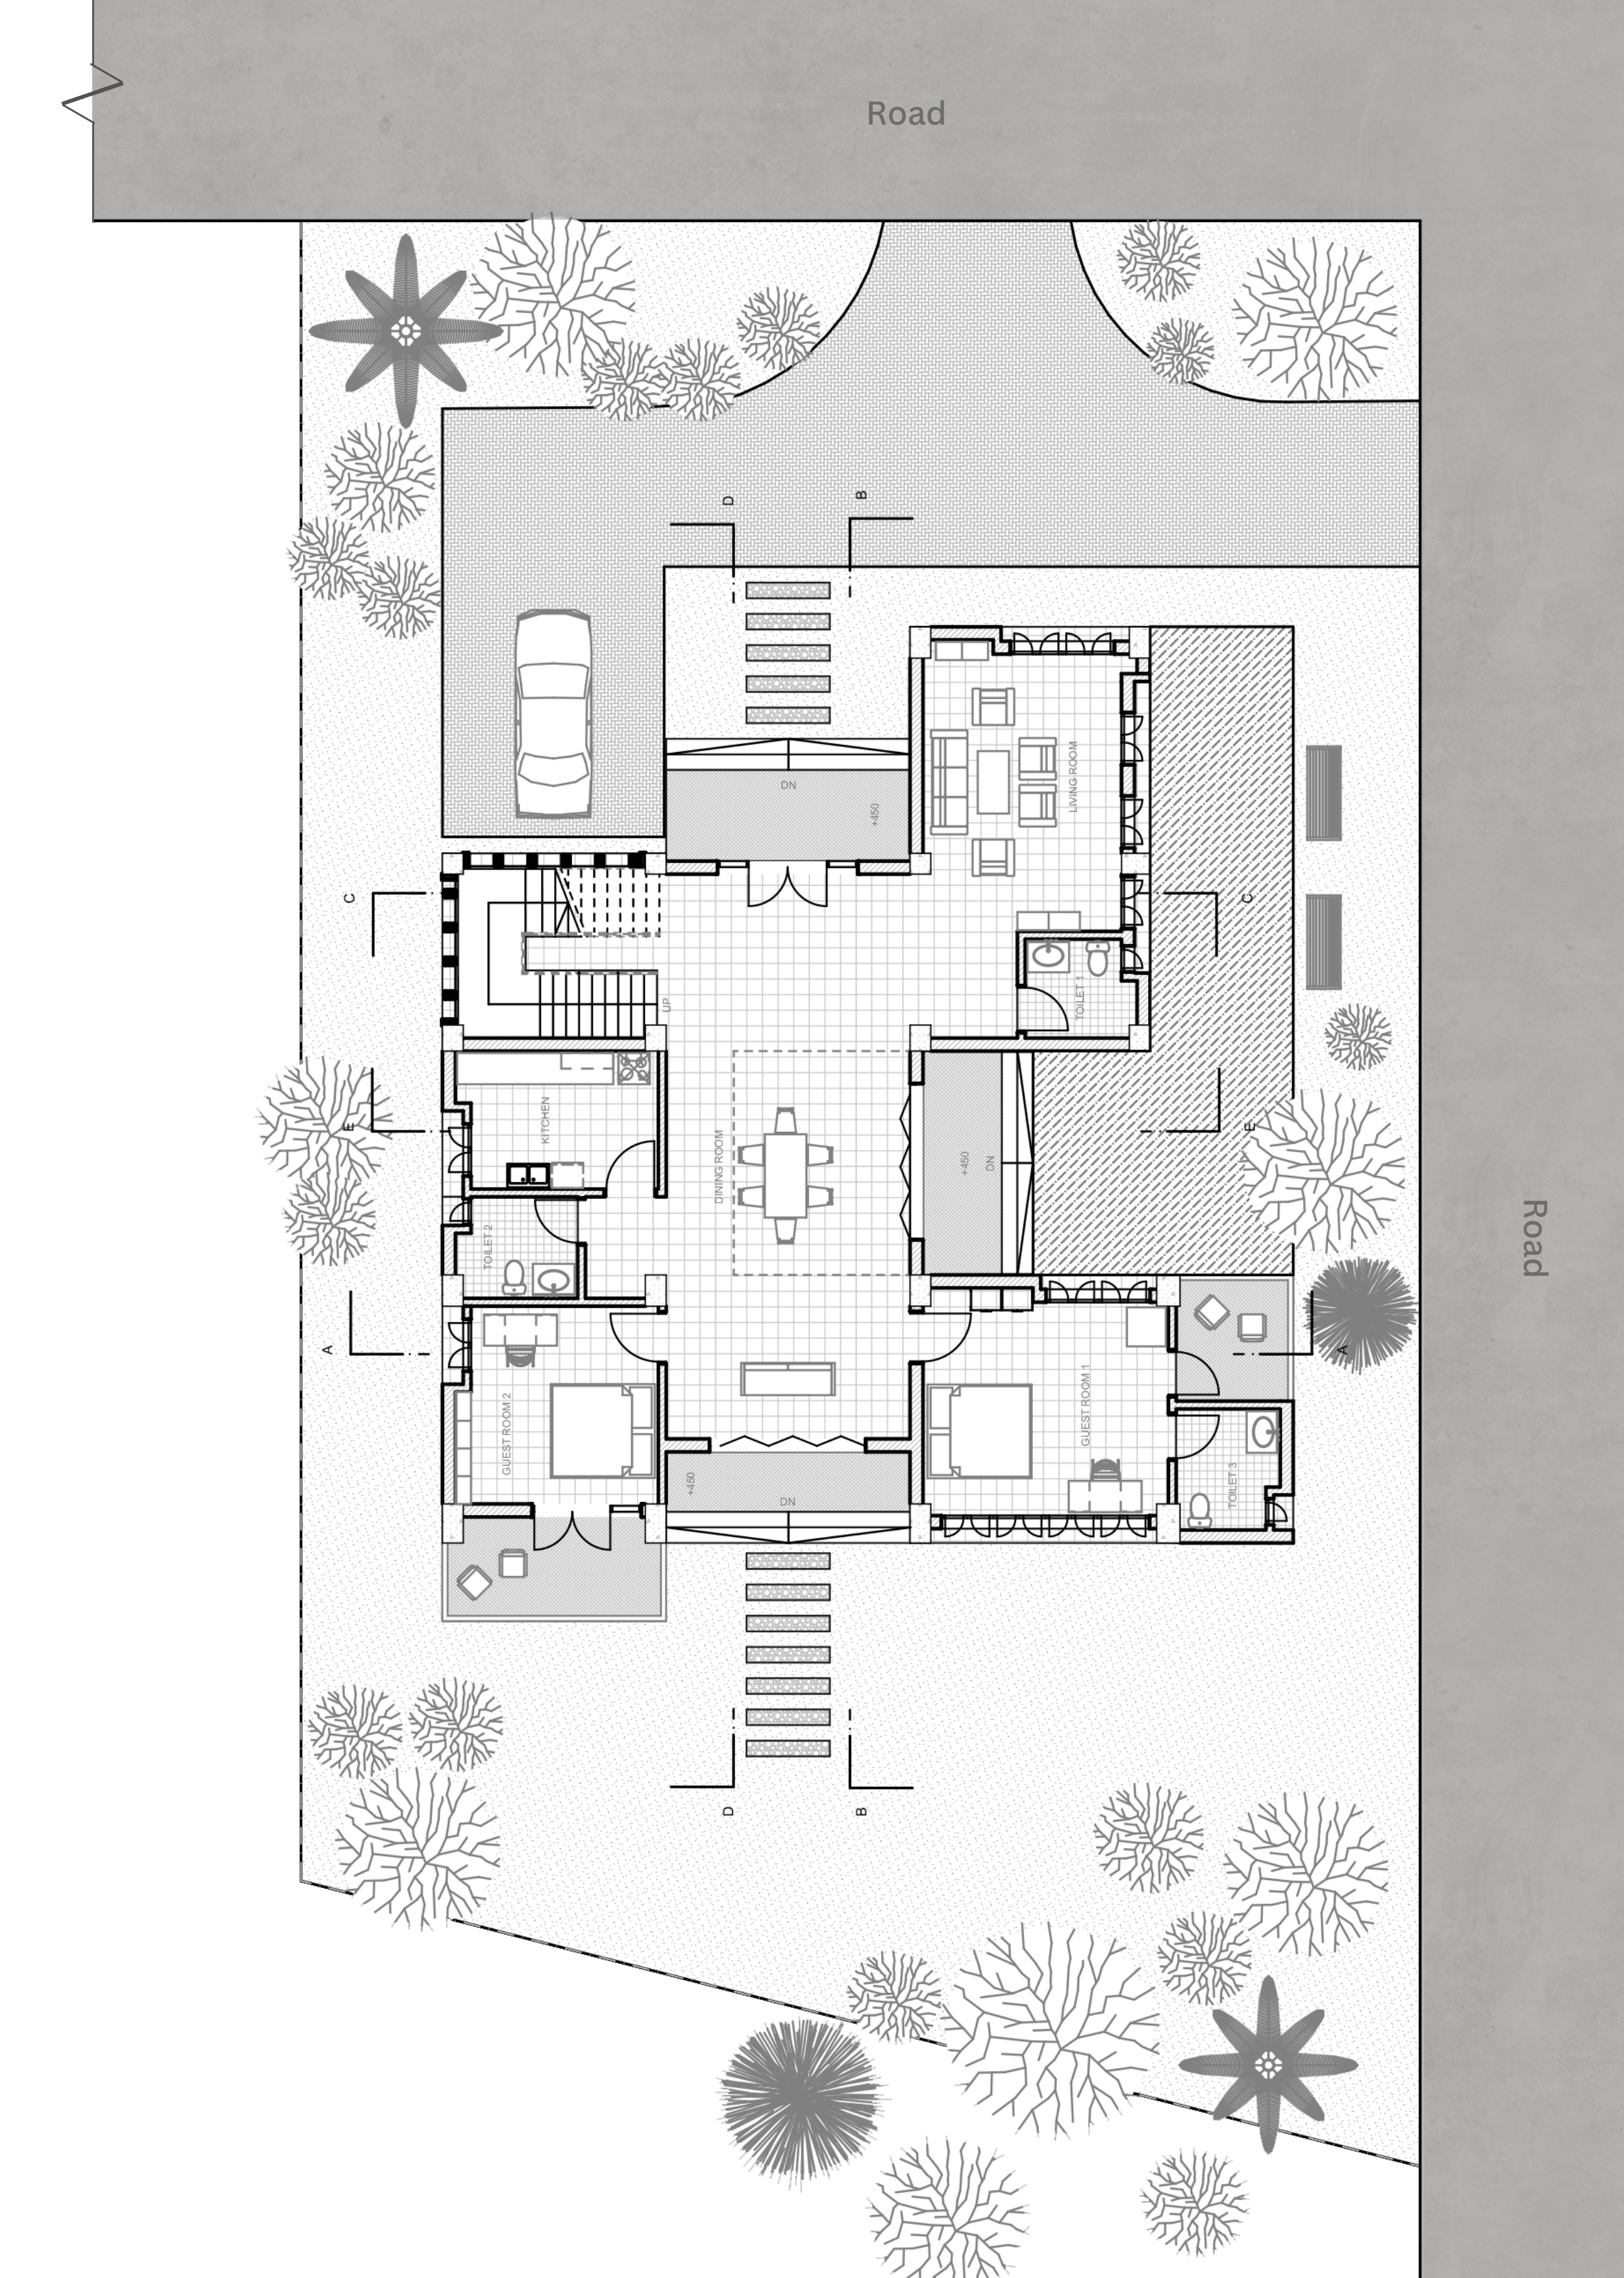 Road
D
B
DN
+450
LIVING ROOM
C
C
TOILET 1
UP
KITCHEN
E
E
DINING ROOM
+450
DN
Road
TOILET 2
A
A
GUEST ROOM 2
GUEST ROOM 1
TOILET 3
+450
DN
D
B